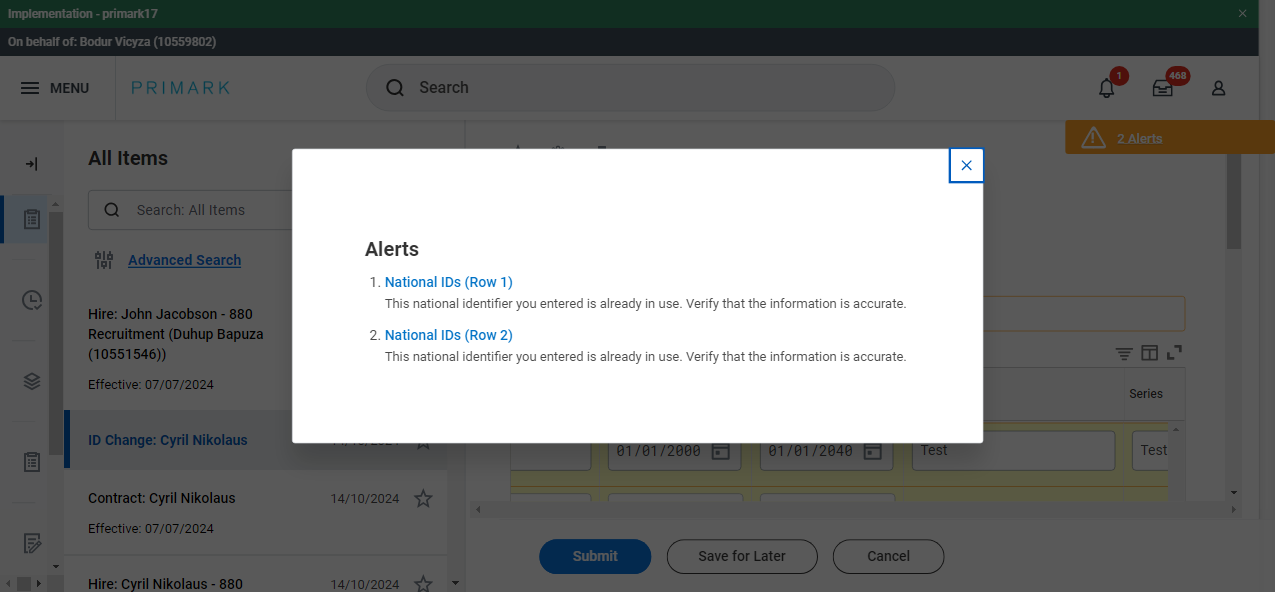 Implementation - primark17
On behalf of: Bodur Vicyza (10559802)
MENU
PRIMARK
Search
1
468
2 Alerts
All Items
Search: All Items
Advanced Search
Hire: John Jacobson - 880
Recruitment (Duhup Bapuza
(10551546))
Effective: 07/07/2024
ID Change: Cyril Nikolaus
14/10/2024
Contract: Cyril Nikolaus
14/10/2024
Effective: 07/07/2024
Hire: Cyril Nikolaus - 880
14/10/2024
Alerts
1. National IDs (Row 1)
This national identifier you entered is already in use. Verify that the information is accurate.
2. National IDs (Row 2)
This national identifier you entered is already in use. Verify that the information is accurate.
Series
01/01/2000
01/01/2040
Test
Test
Submit
Save for Later
Cancel